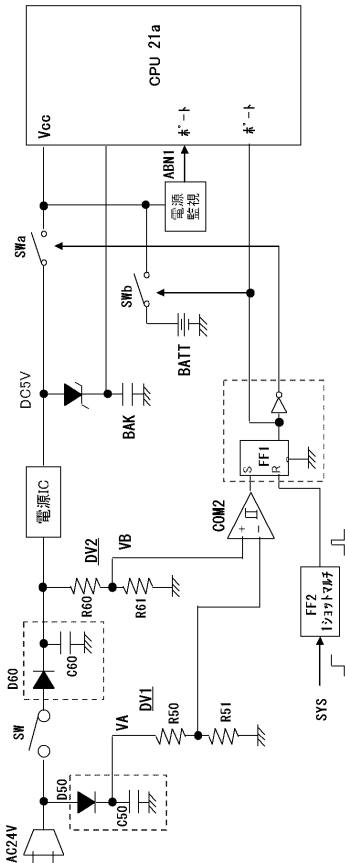 AC24V
SW
D50
C50
D60
C60
VA
DV1
R50
R51
R60
R61
DV2
VB
電源IC
DC5V
BAK
SWa
SWb
BATT
COM2
+
−
S
R
FF1
FF2
1ショットマルチ
SYS
電源
監視
ABN1
Vcc
CPU 21a
ポート
ポート